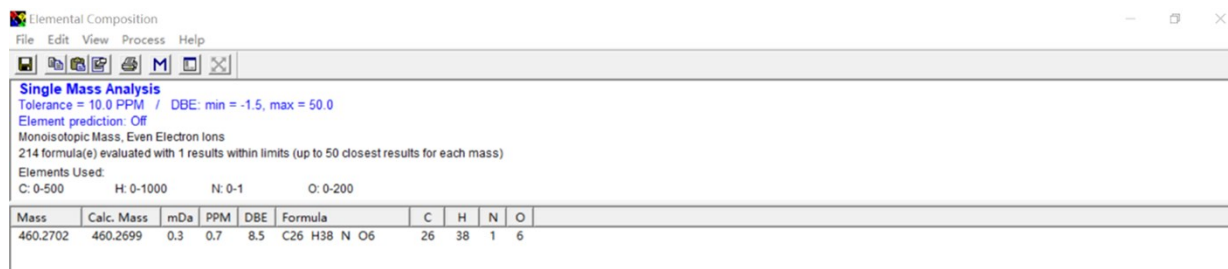 Elemental Composition
File Edit View Process Help
M
Single Mass Analysis
Tolerance = 10.0 PPM / DBE: min = -1.5, max = 50.0
Element prediction: Off
Monoisotopic Mass, Even Electron Ions
214 formula(e) evaluated with 1 results within limits (up to 50 closest results for each mass)
Elements Used:
C: 0-500 H: 0-1000 N: 0-1 O: 0-200
Mass Calc. Mass mDa PPM DBE Formula C H N O
460.2702 460.2699 0.3 0.7 8.5 C26 H38 N O6 26 38 1 6